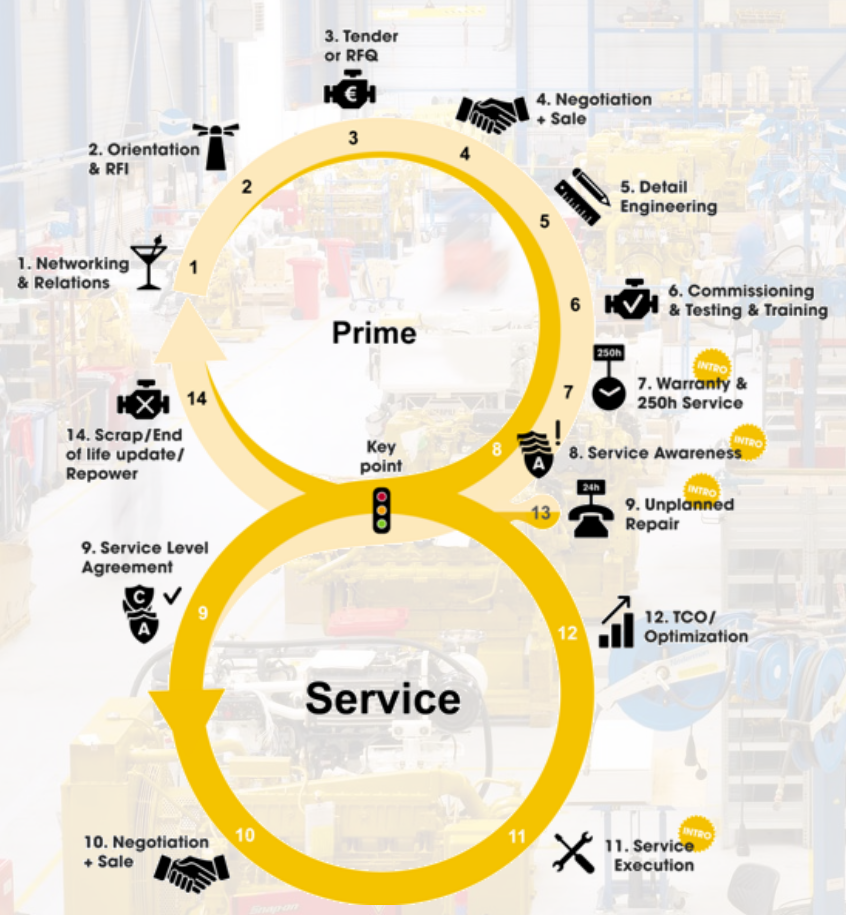 3. Tender
or RFQ
€
4. Negotiation
+ Sale
2. Orientation
& RFI
3
4
2
5. Detail
Engineering
5
1. Networking
& Relations
1
6. Commissioning
& Testing & Training
6
Prime
250h
INTRO
7. Warranty &
250h Service
7
14
14. Scrap/End
of life update/
Repower
Key
point
8
!
A
INTRO
8. Service Awareness
24h
INTRO
9. Unplanned
Repair
13
9. Service Level
Agreement
C
A
9
12
12. TCO/
Optimization
Service
10
10. Negotiation
+ Sale
11
INTRO
11. Service
Execution
Snap-on